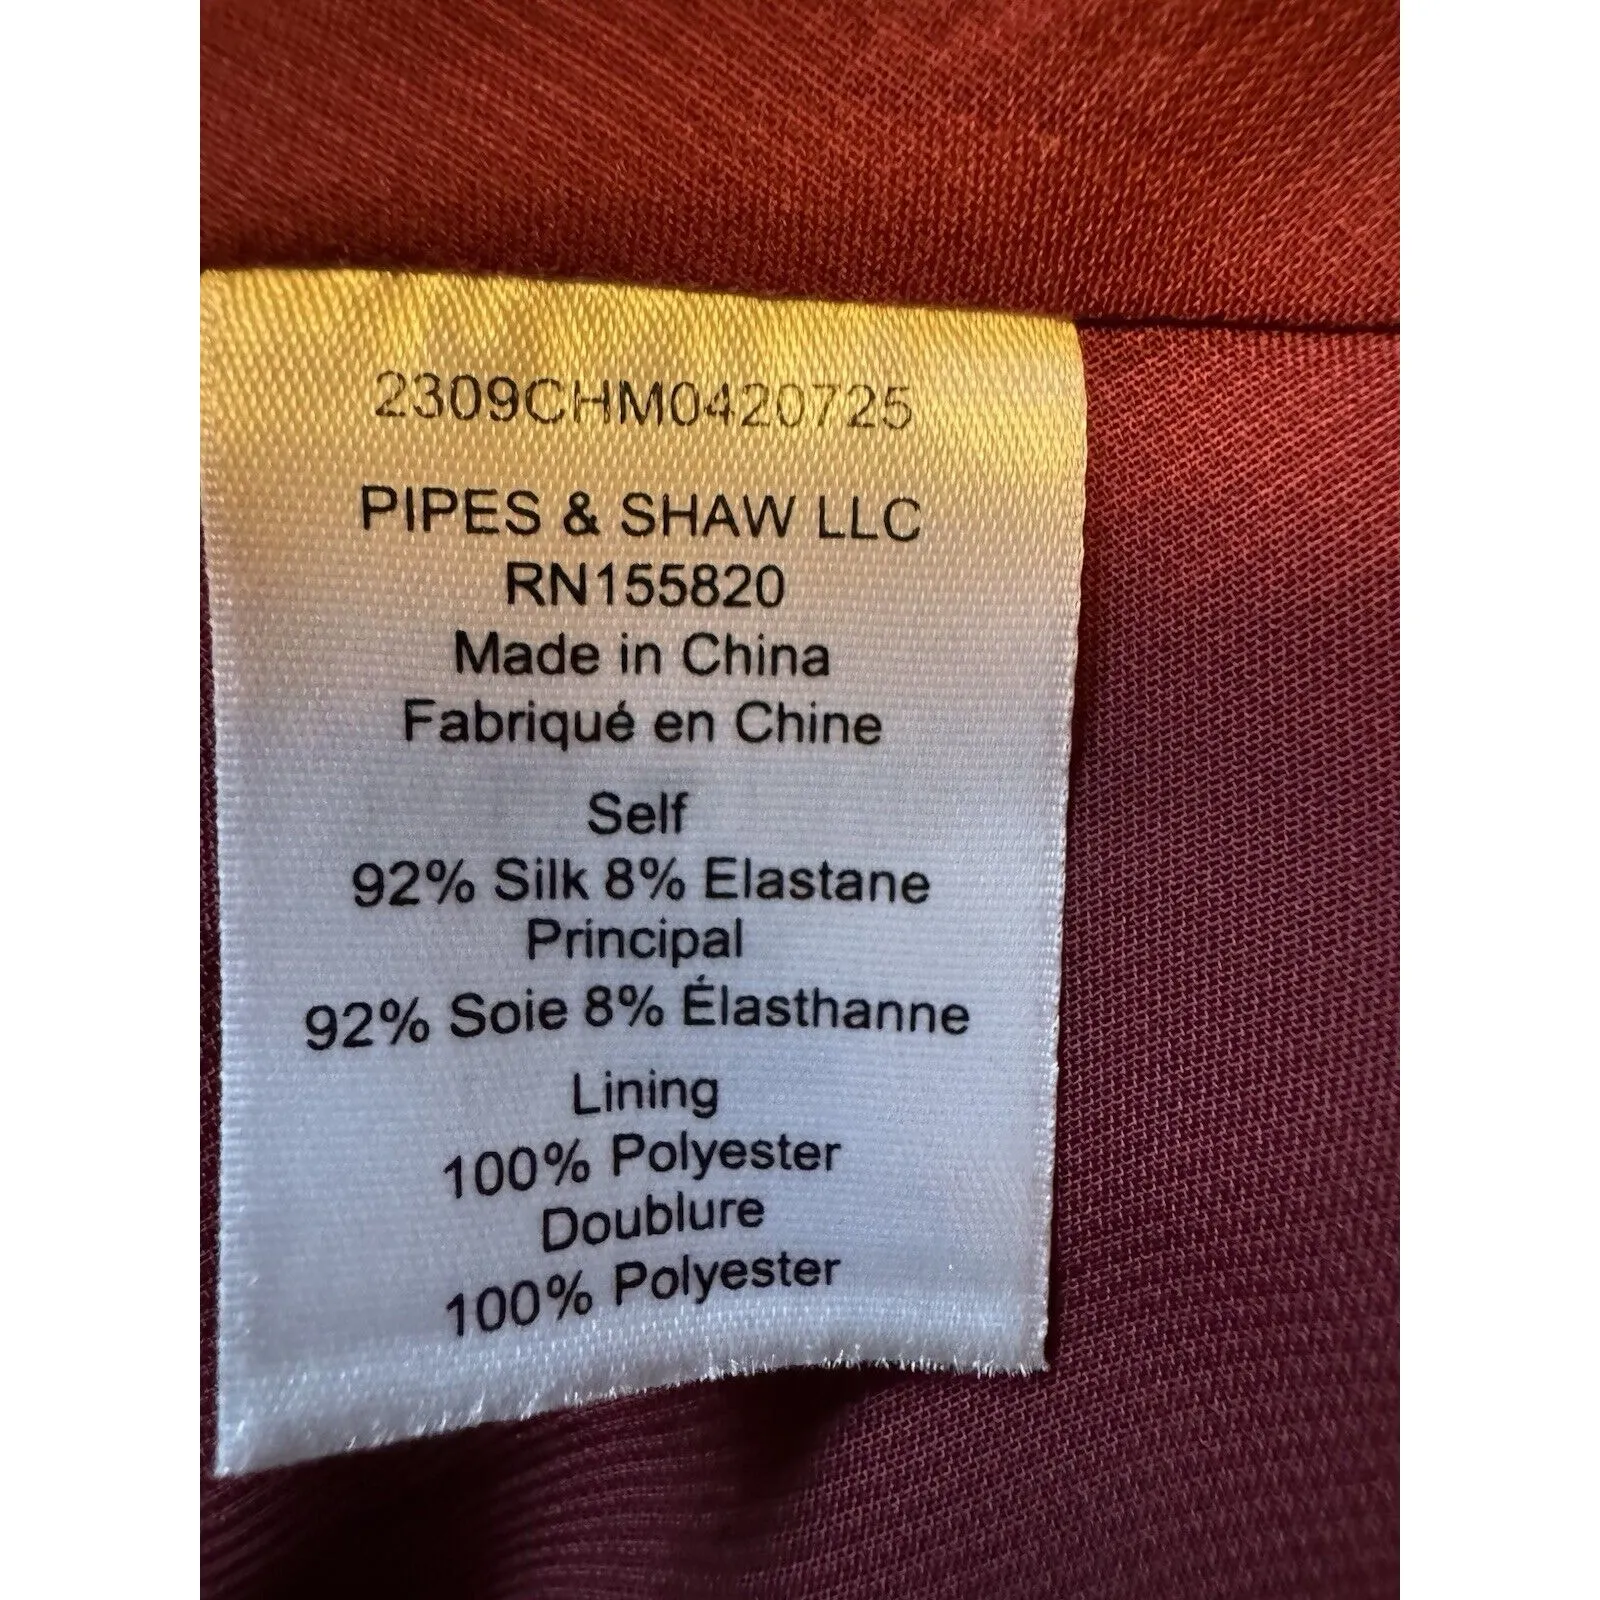 2309CHM0420725
PIPES & SHAW LLC
RN155820
Made in China
Fabriqué en Chine
Self
92% Silk 8% Elastane
Principal
92% Soie 8% Élasthanne
Lining
100% Polyester
Doublure
100% Polyester